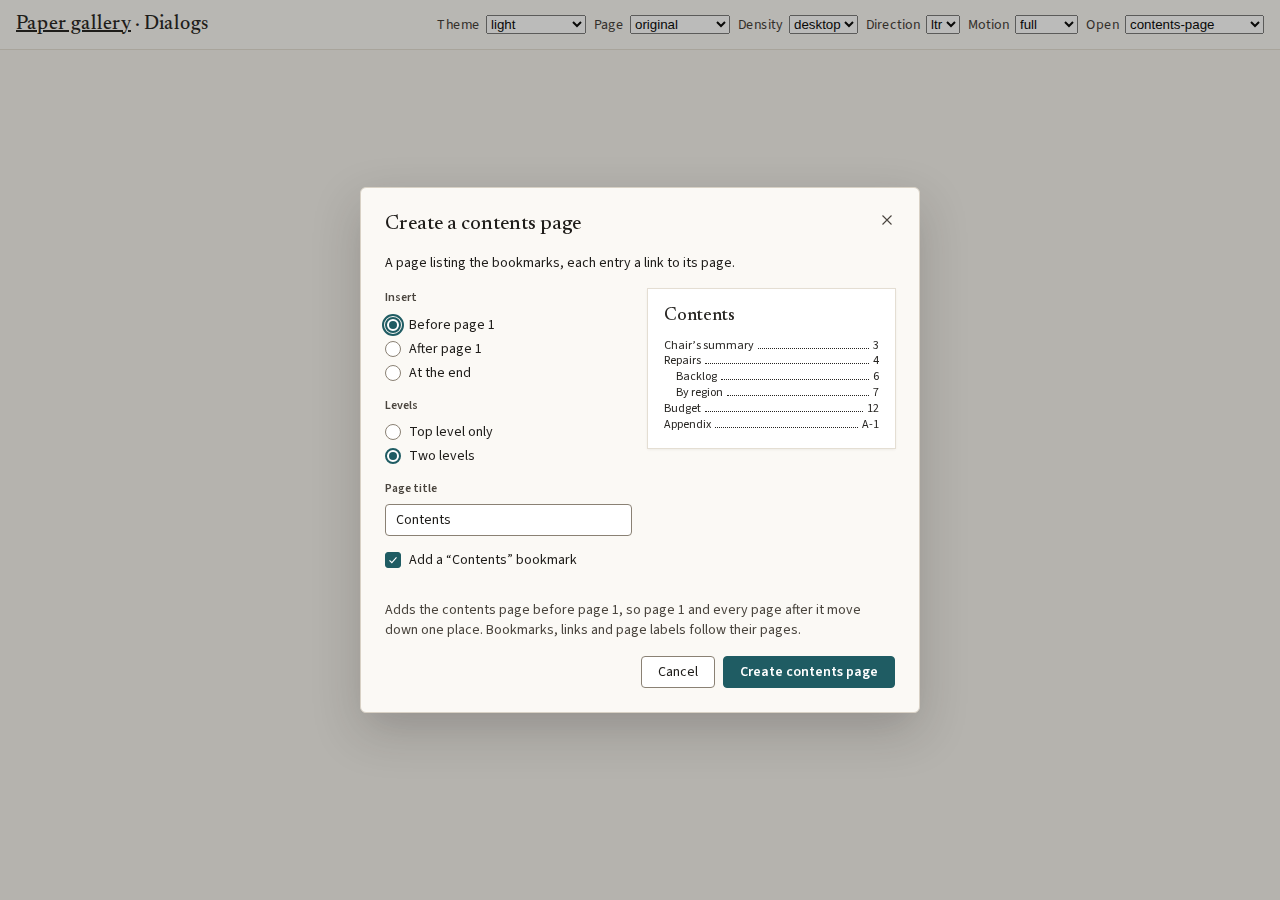 Paper gallery · Dialogs
Theme light Page original Density desktop Direction ltr Motion full Open contents-page
Create a contents page
A page listing the bookmarks, each entry a link to its page.
Insert
Before page 1
After page 1
At the end
Levels
Top level only
Two levels
Page title
Contents
Add a “Contents” bookmark
Contents
Chair’s summary 3
Repairs 4
Backlog 6
By region 7
Budget 12
Appendix A-1
Adds the contents page before page 1, so page 1 and every page after it move
down one place. Bookmarks, links and page labels follow their pages.
Cancel Create contents page